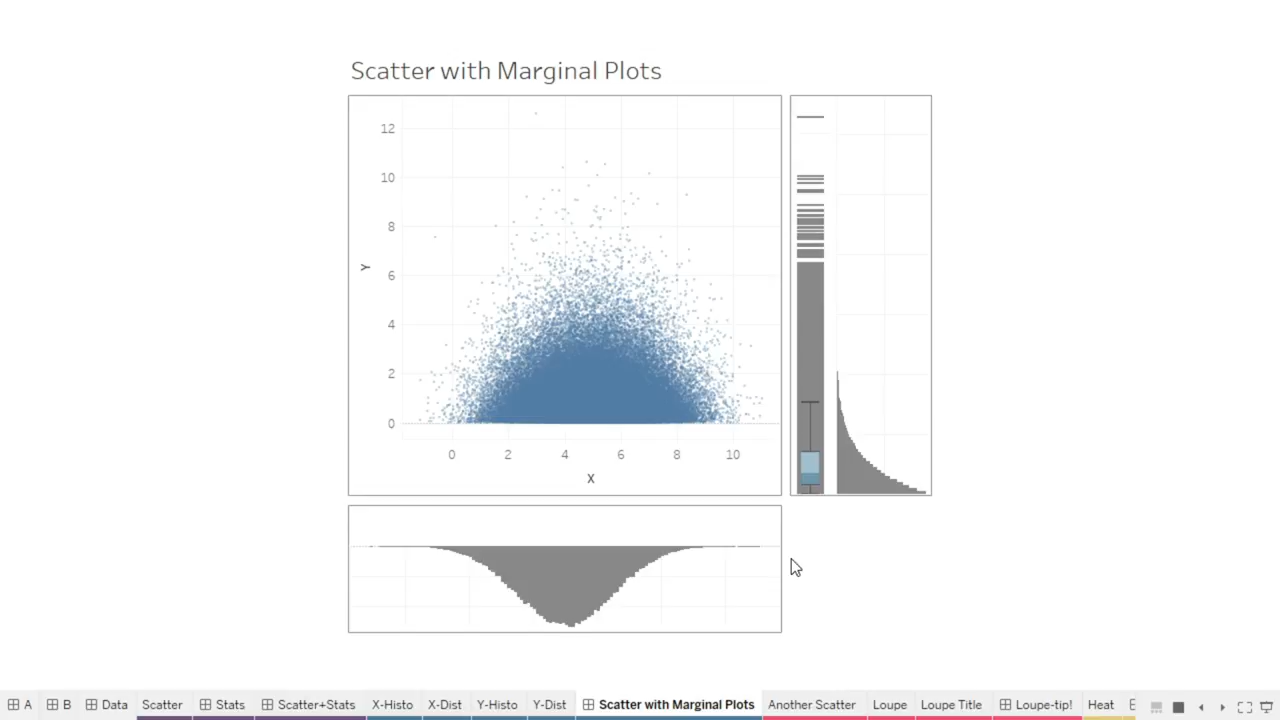 Scatter with Marginal Plots
12
10
8
6
4
2
0
Y
0 2 4 6 8 10
X
A B Data Scatter Stats Scatter+Stats X-Histo X-Dist Y-Histo Y-Dist Scatter with Marginal Plots Another Scatter Loupe Loupe Title Loupe-tip! Heat